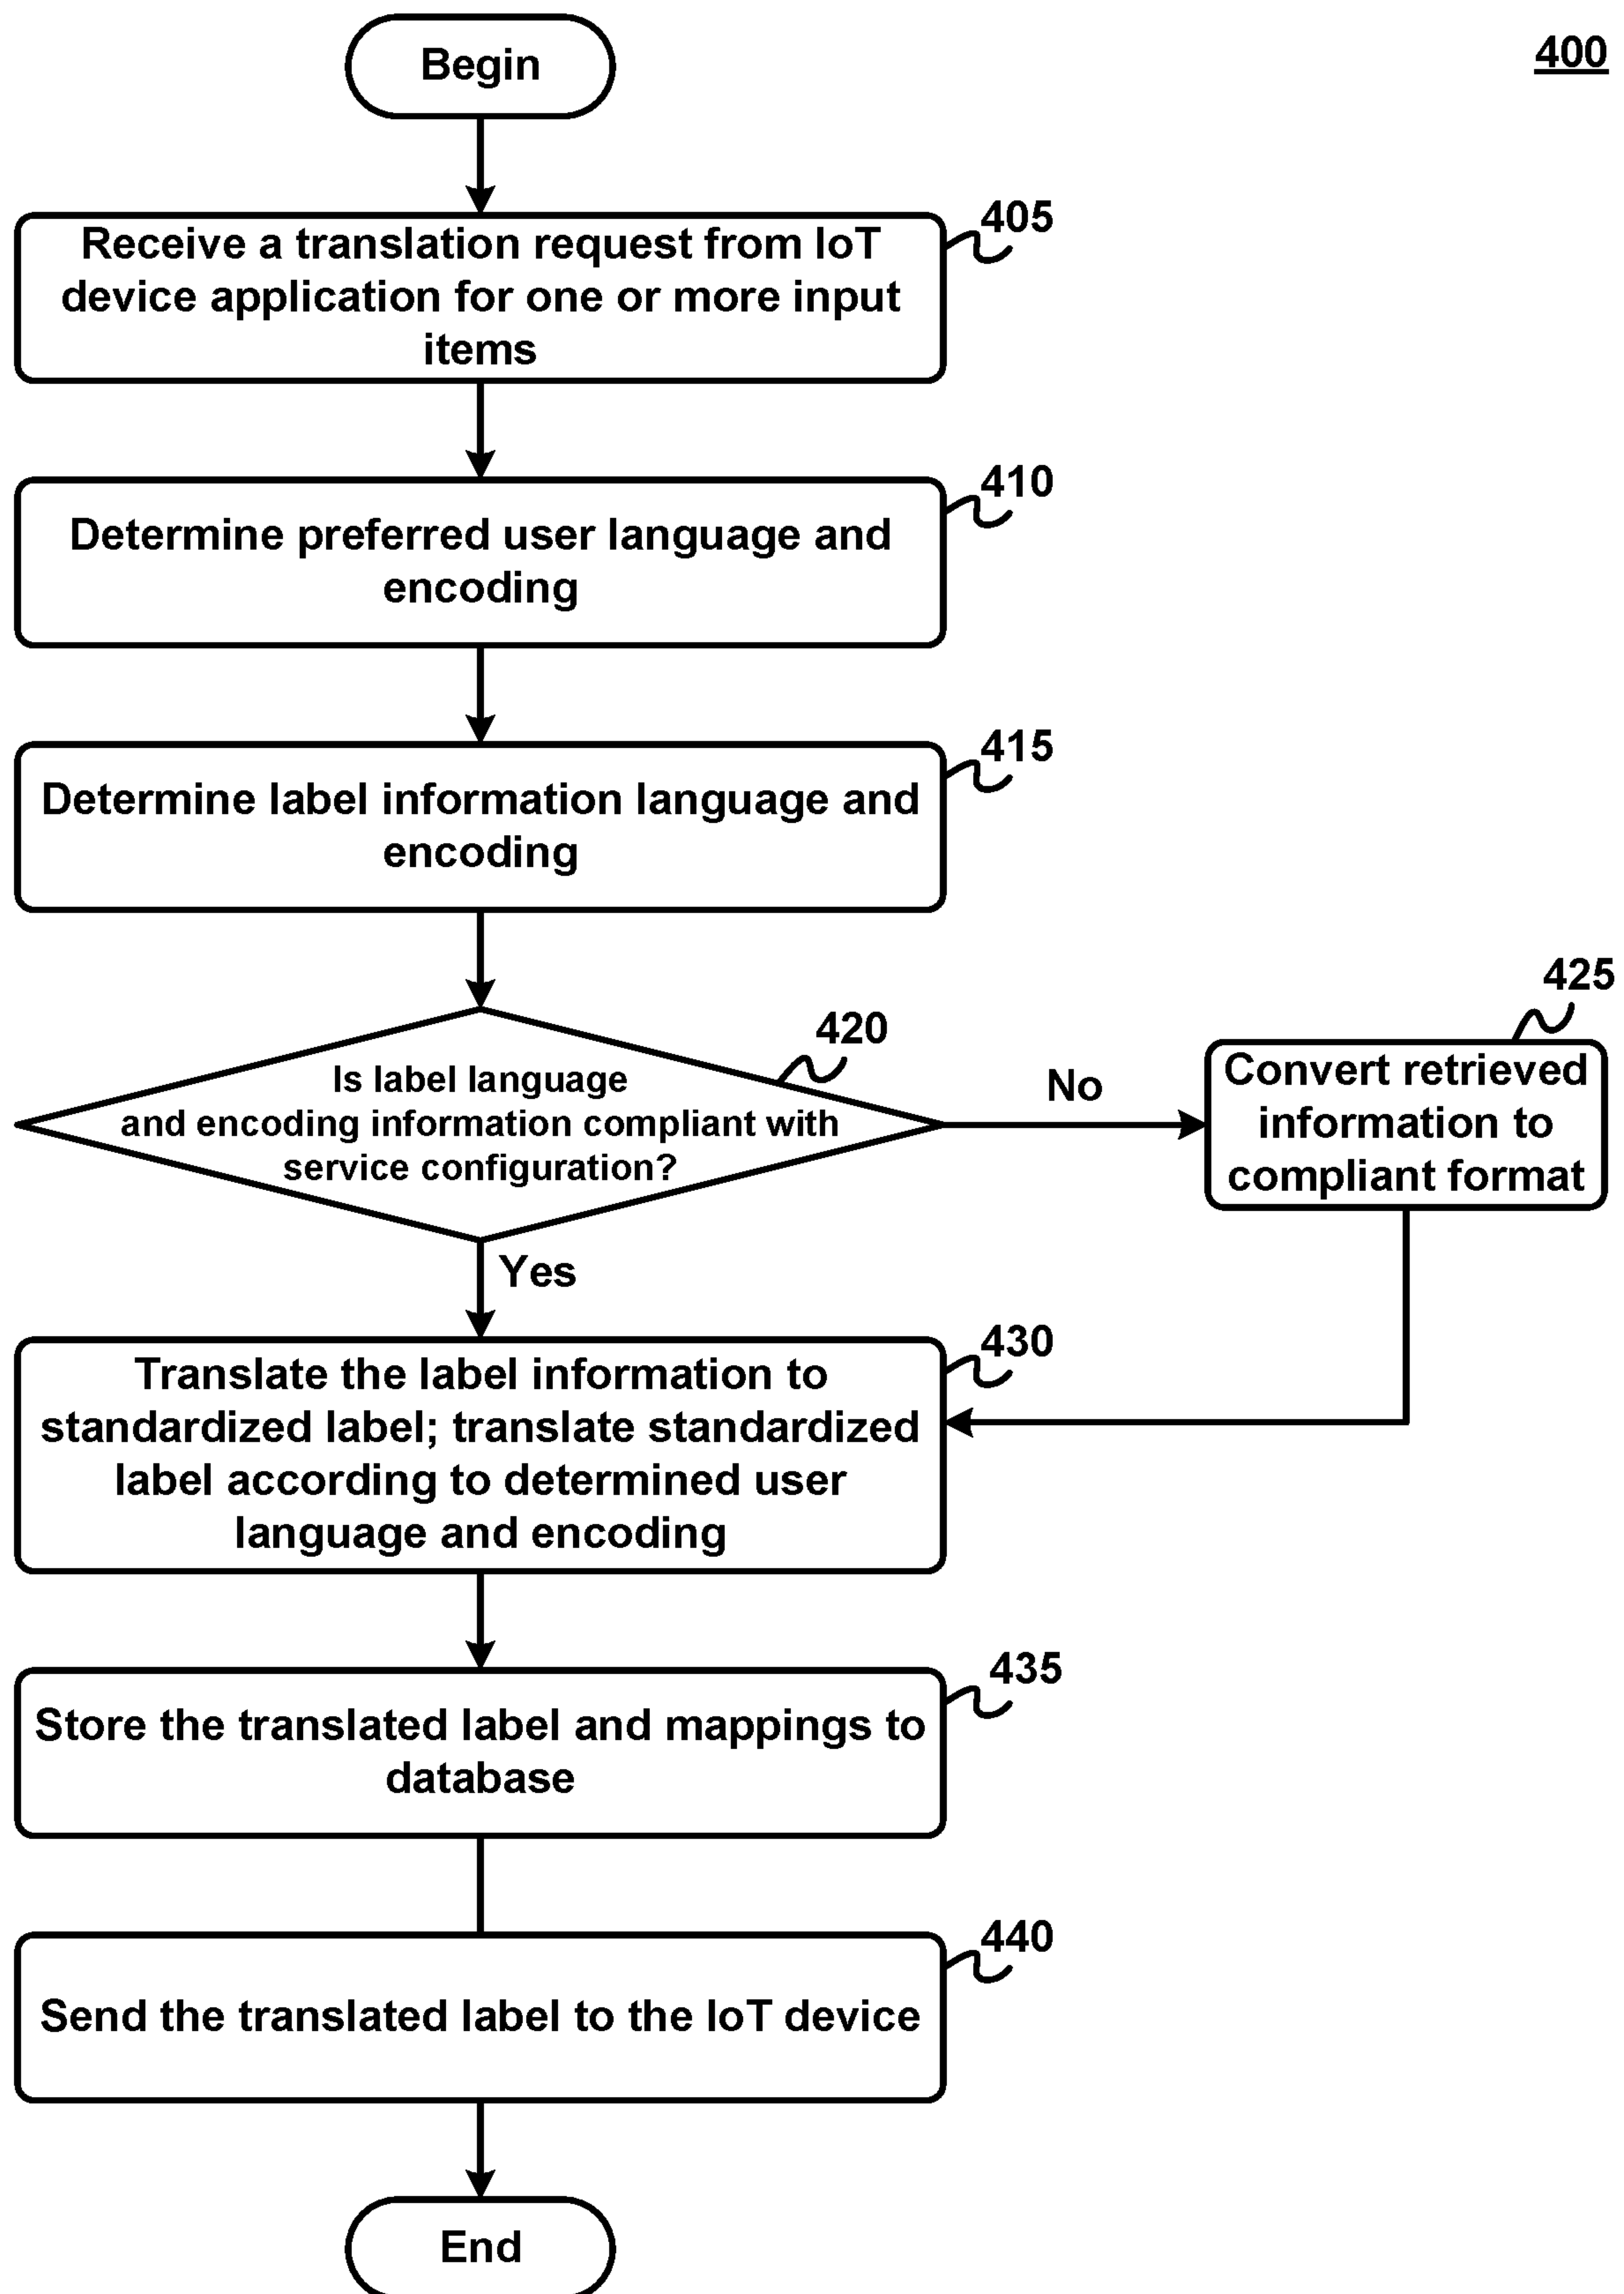 Begin
400
405
Receive a translation request from IoT
device application for one or more input
items
410
Determine preferred user language and
encoding
415
Determine label information language and
encoding
420
Is label language
and encoding information compliant with
service configuration?
No
425
Convert retrieved
information to
compliant format
Yes
430
Translate the label information to
standardized label; translate standardized
label according to determined user
language and encoding
435
Store the translated label and mappings to
database
440
Send the translated label to the IoT device
End